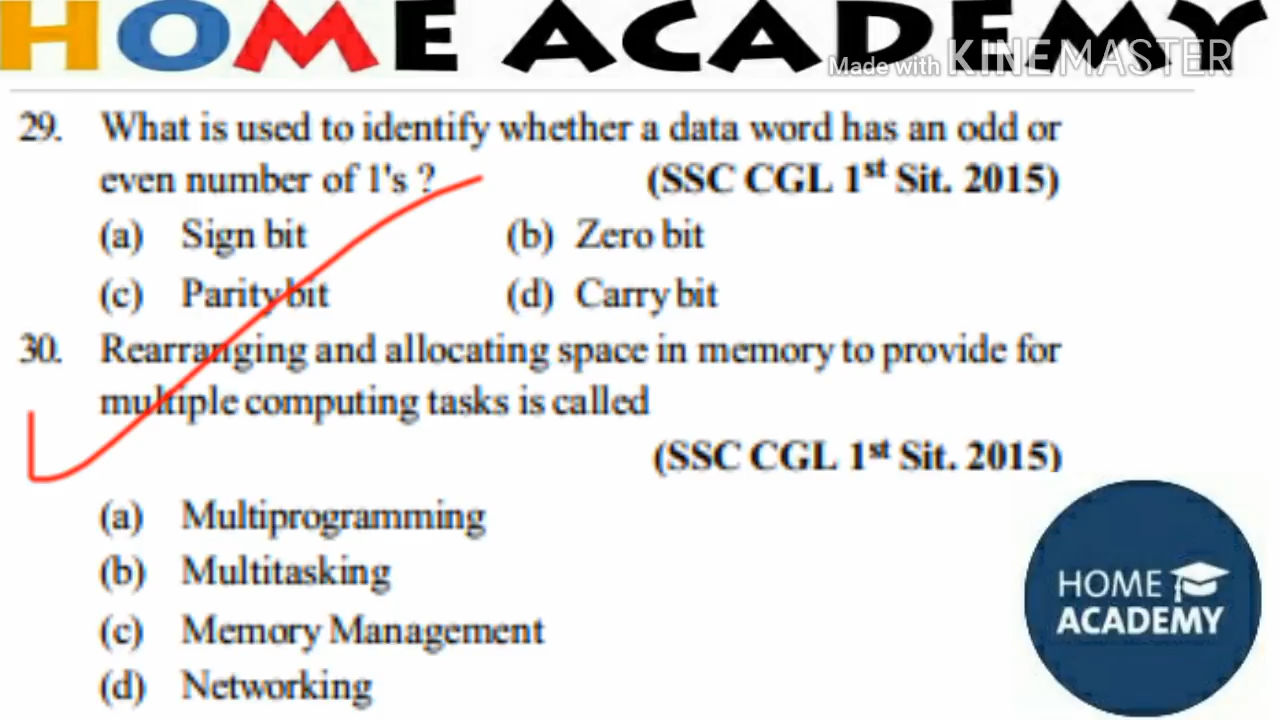 HOME ACADEMY
Made with KINEMASTER
29. What is used to identify whether a data word has an odd or
even number of 1's ? (SSC CGL 1st Sit. 2015)
(a) Sign bit (b) Zero bit
(c) Parity bit (d) Carry bit
30. Rearranging and allocating space in memory to provide for
multiple computing tasks is called
(SSC CGL 1st Sit. 2015)
(a) Multiprogramming
(b) Multitasking
(c) Memory Management
(d) Networking
HOME
ACADEMY